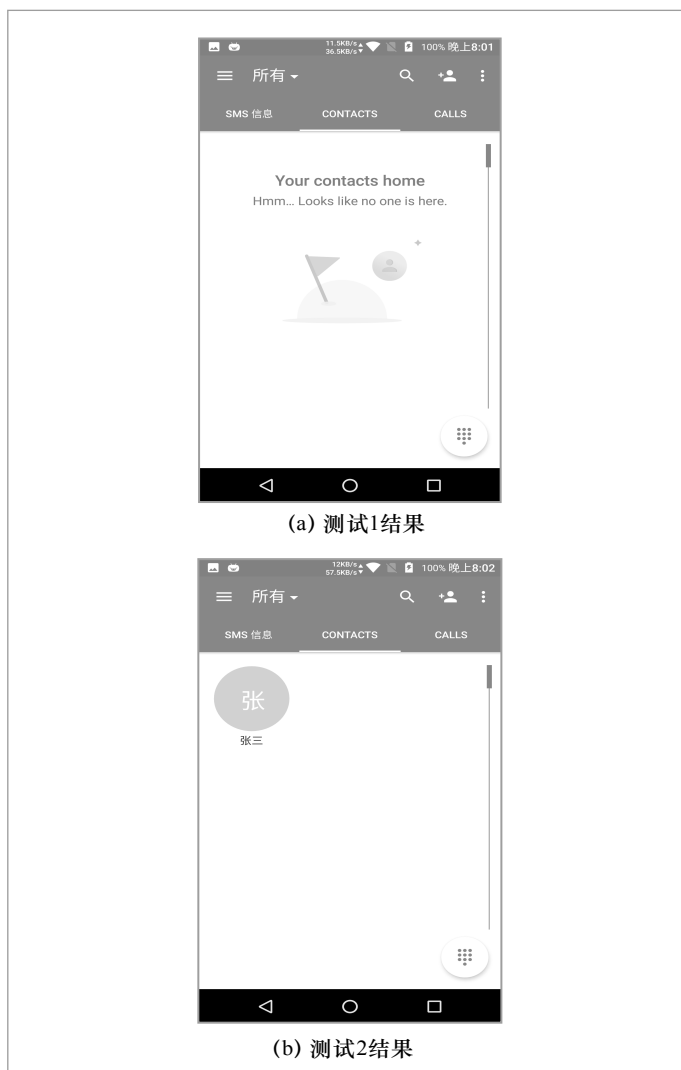 11.5KB/s
36.5KB/s
100% 晚上8:01
所有
SMS 信息 CONTACTS CALLS
Your contacts home
Hmm... Looks like no one is here.
(a) 测试1结果
12KB/s
57.5KB/s
100% 晚上8:02
所有
SMS 信息 CONTACTS CALLS
张
张三
(b) 测试2结果